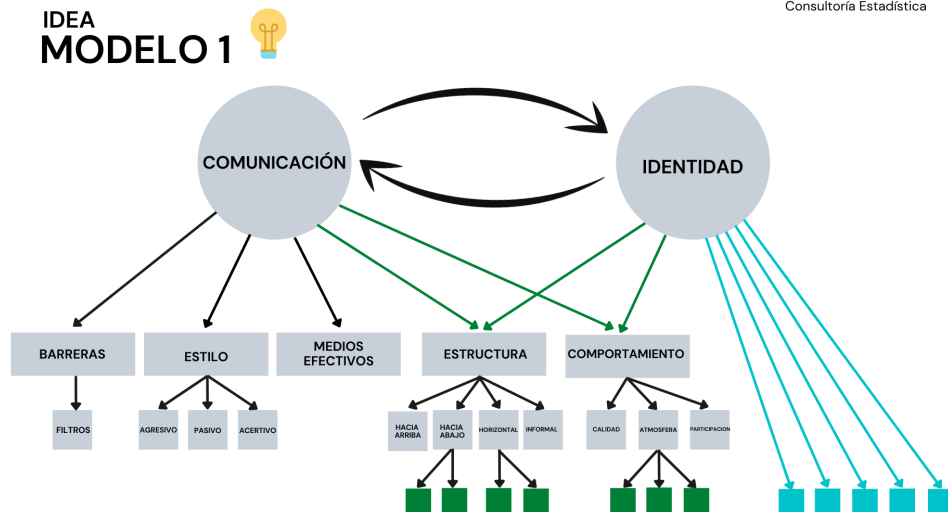 Consultoría Estadística
IDEA
MODELO 1
COMUNICACIÓN
IDENTIDAD
BARRERAS
ESTILO
MEDIOS
EFECTIVOS
ESTRUCTURA
COMPORTAMIENTO
FILTROS
AGRESIVO
PASIVO
ACERTIVO
HACIA
ARRIBA
HACIA
ABAJO
HORIZONTAL
INFORMAL
CALIDAD
ATMOSFERA
PARTICIPACION